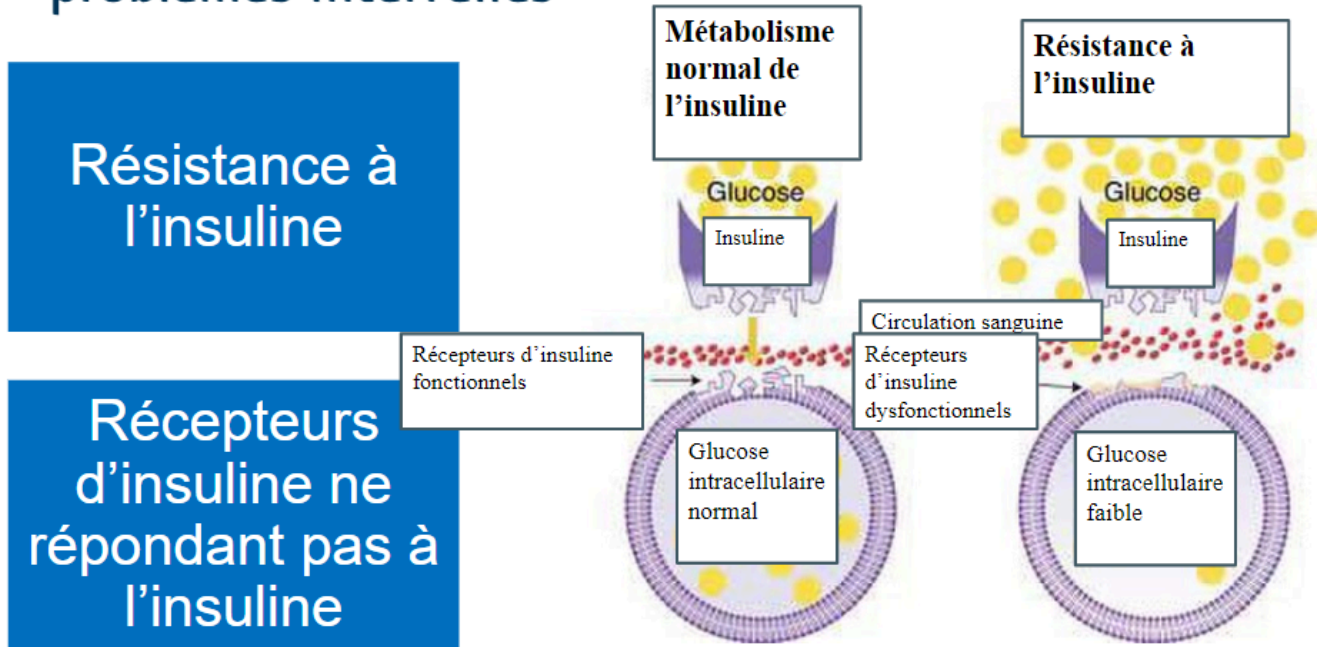 Résistance à
l’insuline
Récepteurs
d’insuline ne
répondant pas à
l’insuline
Métabolisme
normal de
l’insuline
Glucose
Insuline
Récepteurs d’insuline
fonctionnels
Glucose
intracellulaire
normal
Résistance à
l’insuline
Glucose
Insuline
Circulation sanguine
Récepteurs
d’insuline
dysfonctionnels
Glucose
intracellulaire
faible